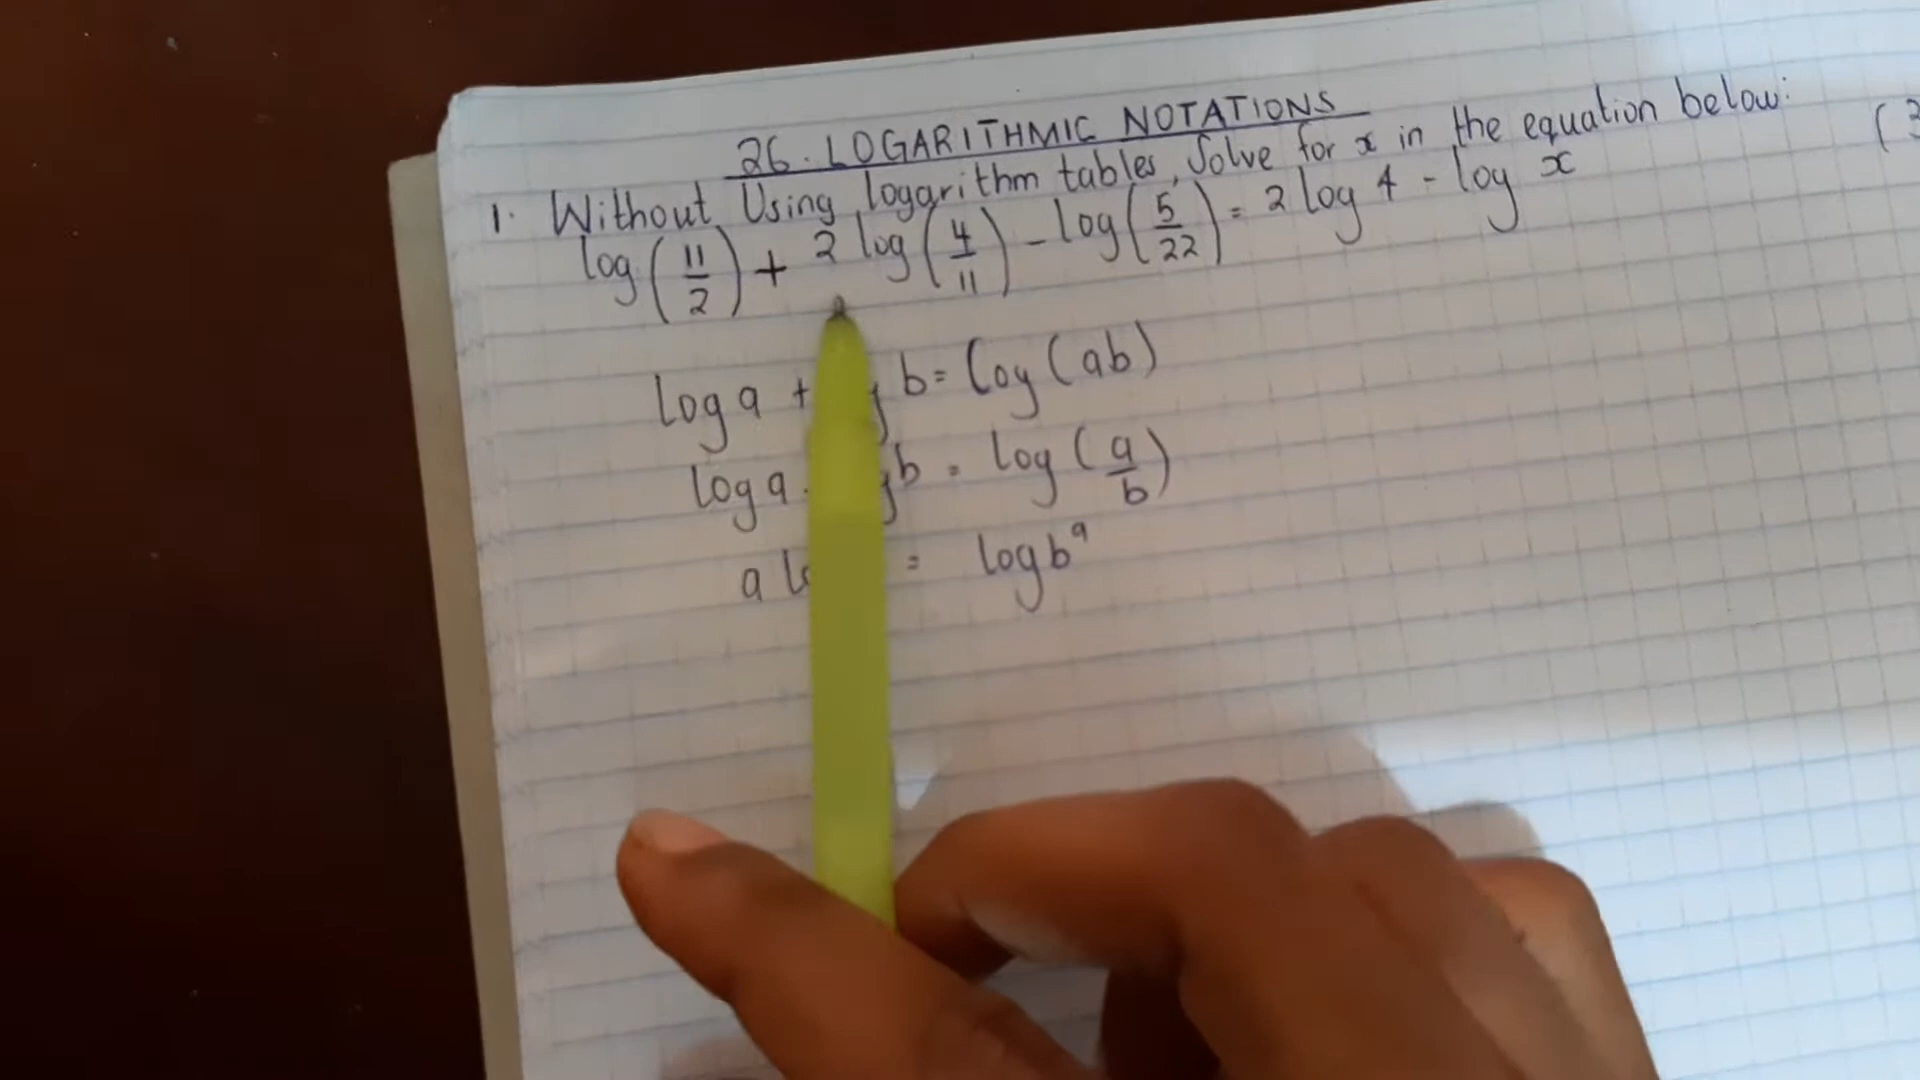 26. LOGARITHMIC NOTATIONS
1. Without Using logarithm tables, Solve for x in the equation below: (3
log(11/2) + 2 log(4/11) - log(5/22) = 2 log 4 - log x
log a + b = log (ab)
log a b = log (a/b)
a = log b^a